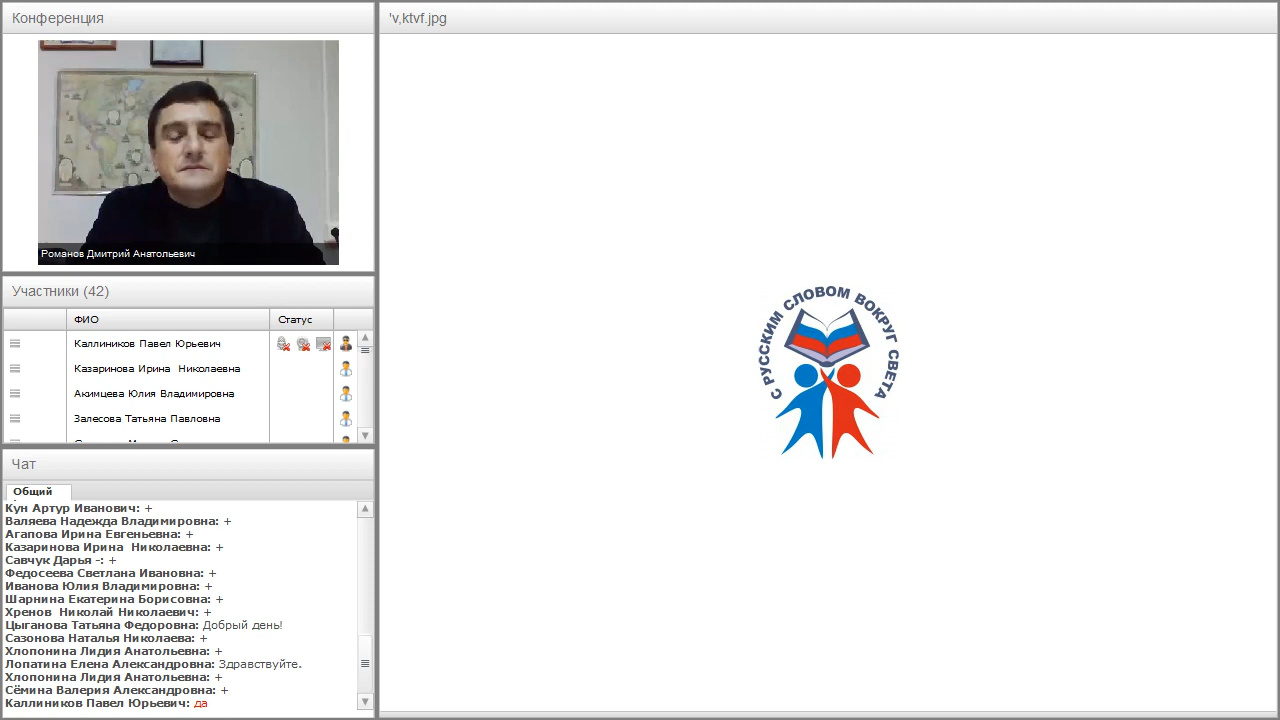 Конференция
Романов Дмитрий Анатольевич
Участники (42)
ФИО Статус
Каллиников Павел Юрьевич
Казаринова Ирина Николаевна
Акимцева Юлия Владимировна
Залесова Татьяна Павловна
Чат
Общий
Кун Артур Иванович: +
Валяева Надежда Владимировна: +
Агапова Ирина Евгеньевна: +
Казаринова Ирина Николаевна: +
Савчук Дарья -: +
Федосеева Светлана Ивановна: +
Иванова Юлия Владимировна: +
Шарнина Екатерина Борисовна: +
Хренов Николай Николаевич: +
Цыганова Татьяна Федоровна: Добрый день!
Сазонова Наталья Николаева: +
Хлопонина Лидия Анатольевна: +
Лопатина Елена Александровна: Здравствуйте.
Хлопонина Лидия Анатольевна: +
Сёмина Валерия Александровна: +
Каллиников Павел Юрьевич: да
'v,ktvf.jpg
С РУССКИМ СЛОВОМ ВОКРУГ СВЕТА